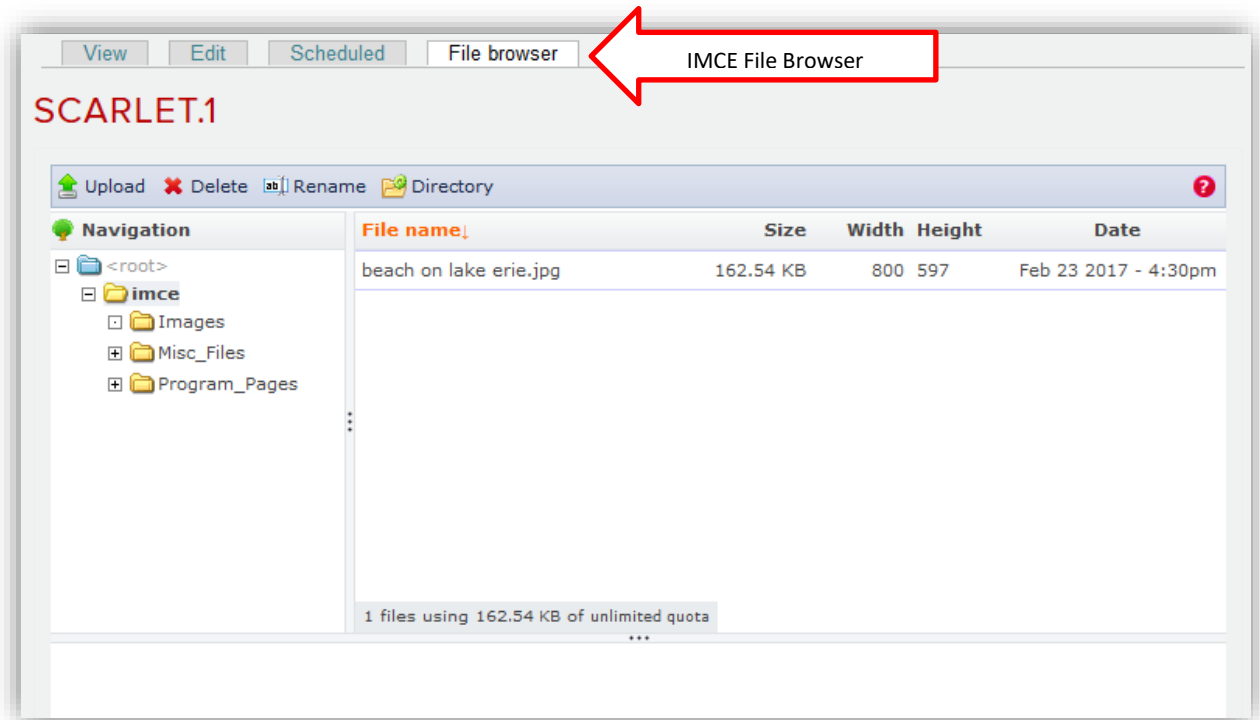 View Edit Scheduled File browser IMCE File Browser
SCARLET.1
Upload Delete Rename Directory
Navigation File name↓ Size Width Height Date
<root> beach on lake erie.jpg 162.54 KB 800 597 Feb 23 2017 - 4:30pm
imce
Images
Misc_Files
Program_Pages
1 files using 162.54 KB of unlimited quota